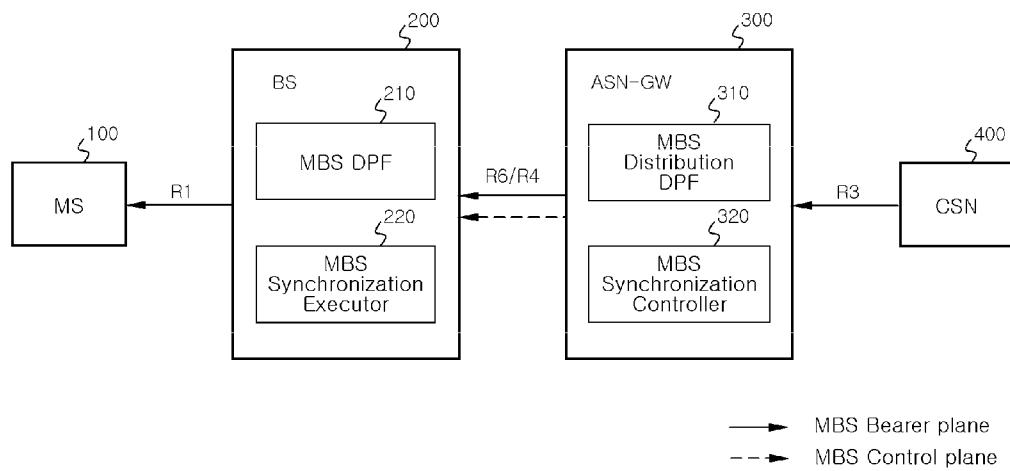 200
300
BS
ASN-GW
210
310
100
MBS DPF
MBS
Distribution
DPF
400
MS
R1
R6/R4
R3
CSN
220
320
MBS
Synchronization
Executor
MBS
Synchronization
Controller
MBS Bearer plane
MBS Control plane